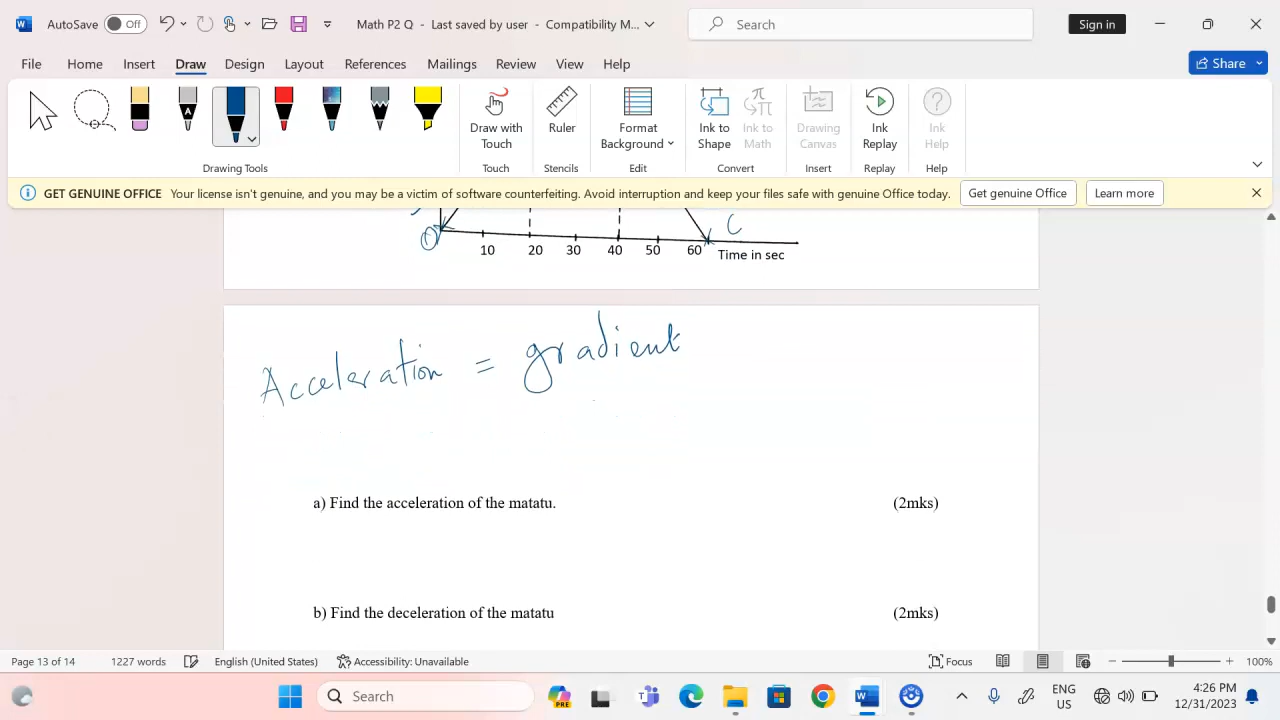 AutoSave Off Math P2 Q - Last saved by user - Compatibility M... Search Sign in
File Home Insert Draw Design Layout References Mailings Review View Help Share
Draw with Touch Ruler Format Background Ink to Shape Ink to Math Drawing Canvas Ink Replay Ink Help
Drawing Tools Touch Stencils Edit Convert Insert Replay Help
GET GENUINE OFFICE Your license isn't genuine, and you may be a victim of software counterfeiting. Avoid interruption and keep your files safe with genuine Office today. Get genuine Office Learn more
O C
10 20 30 40 50 60 Time in sec
Acceleration = gradient
a) Find the acceleration of the matatu. (2mks)
b) Find the deceleration of the matatu (2mks)
Page 13 of 14 1227 words English (United States) Accessibility: Unavailable Focus 100%
Search PRE ENG US 4:26 PM 12/31/2023